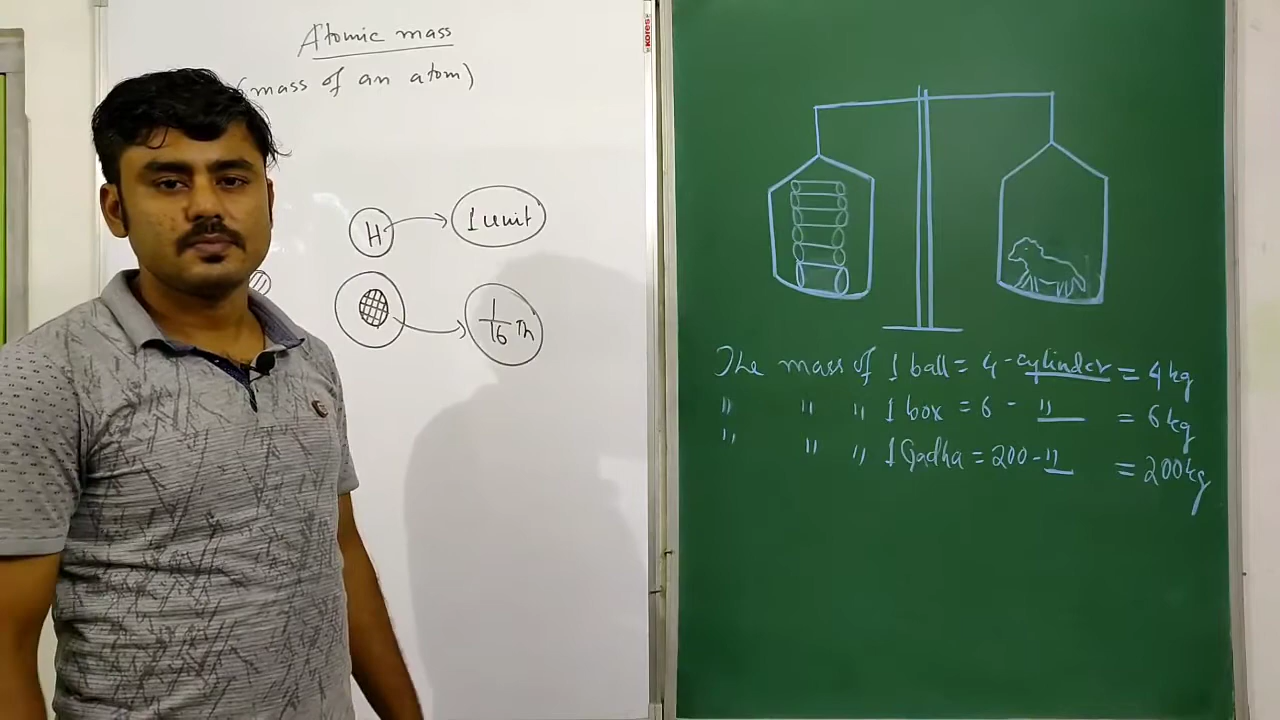 Atomic mass
(mass of an atom)
H
1 unit
1/16 Th
kores
The mass of 1 ball = 4 - cylinder = 4 kg
" " " 1 box = 6 - " = 6 kg
" " " 1 Gadha = 200 - " = 200 kg